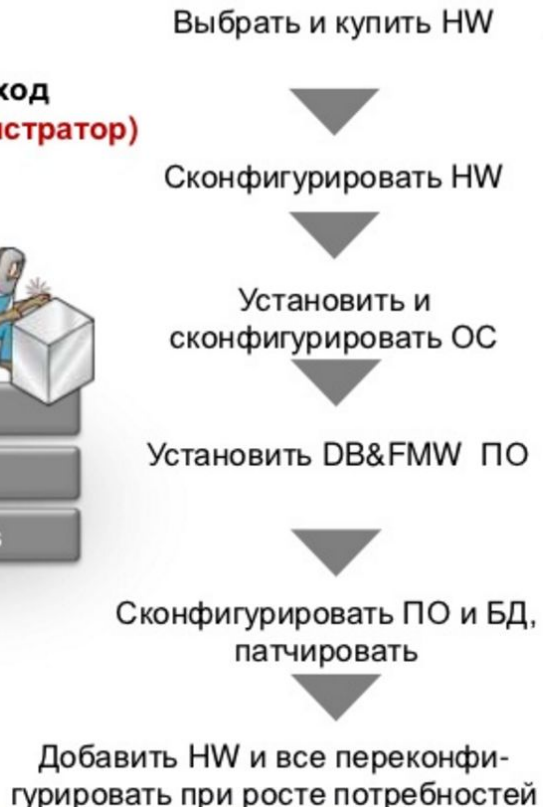 Выбрать и купить HW
ход
истратор)
Сконфигурировать HW
Установить и
сконфигурировать ОС
Установить DB&FMW ПО
s
Сконфигурировать ПО и БД,
патчировать
Добавить HW и все переконфи-
гурировать при росте потребностей